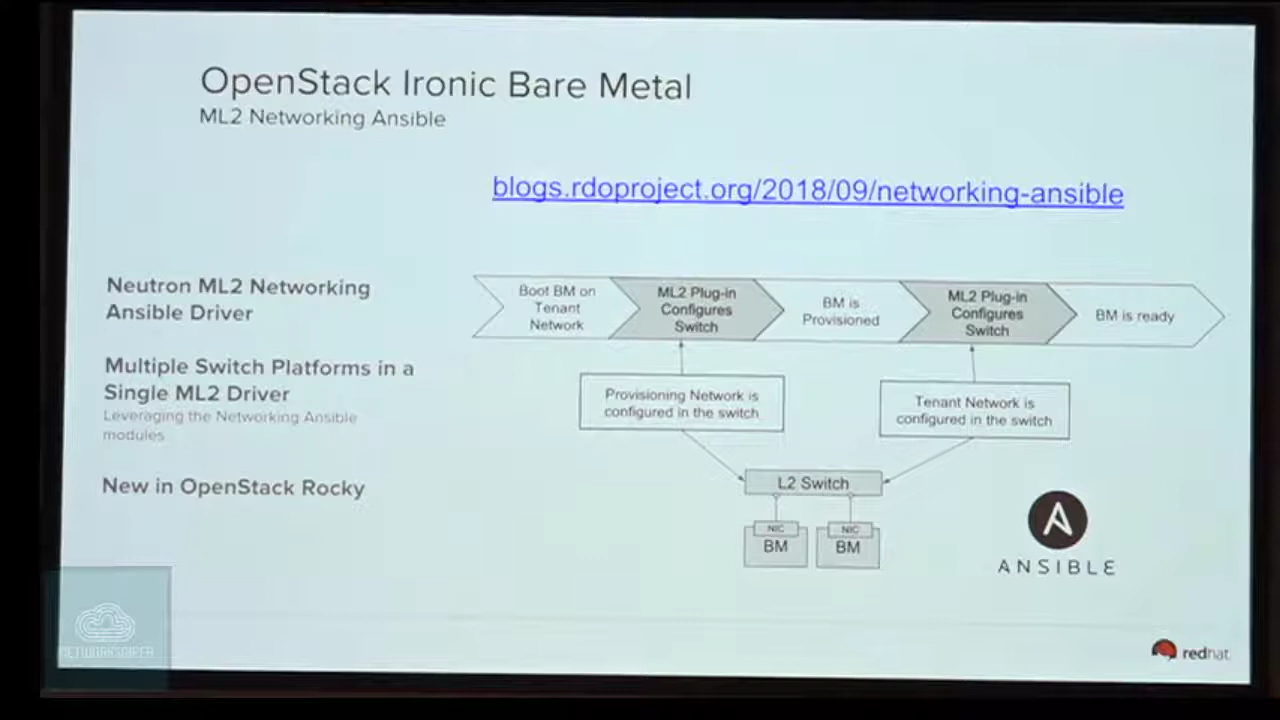 OpenStack Ironic Bare Metal
ML2 Networking Ansible
blogs.rdoproject.org/2018/09/networking-ansible
Neutron ML2 Networking
Ansible Driver
Multiple Switch Platforms in a
Single ML2 Driver
Leveraging the Networking Ansible
modules
New in OpenStack Rocky
Boot BM on
Tenant
Network
ML2 Plug-in
Configures
Switch
BM is
Provisioned
ML2 Plug-in
Configures
Switch
BM is ready
Provisioning Network is
configured in the switch
Tenant Network is
configured in the switch
L2 Switch
NIC
BM
NIC
BM
ANSIBLE
redhat